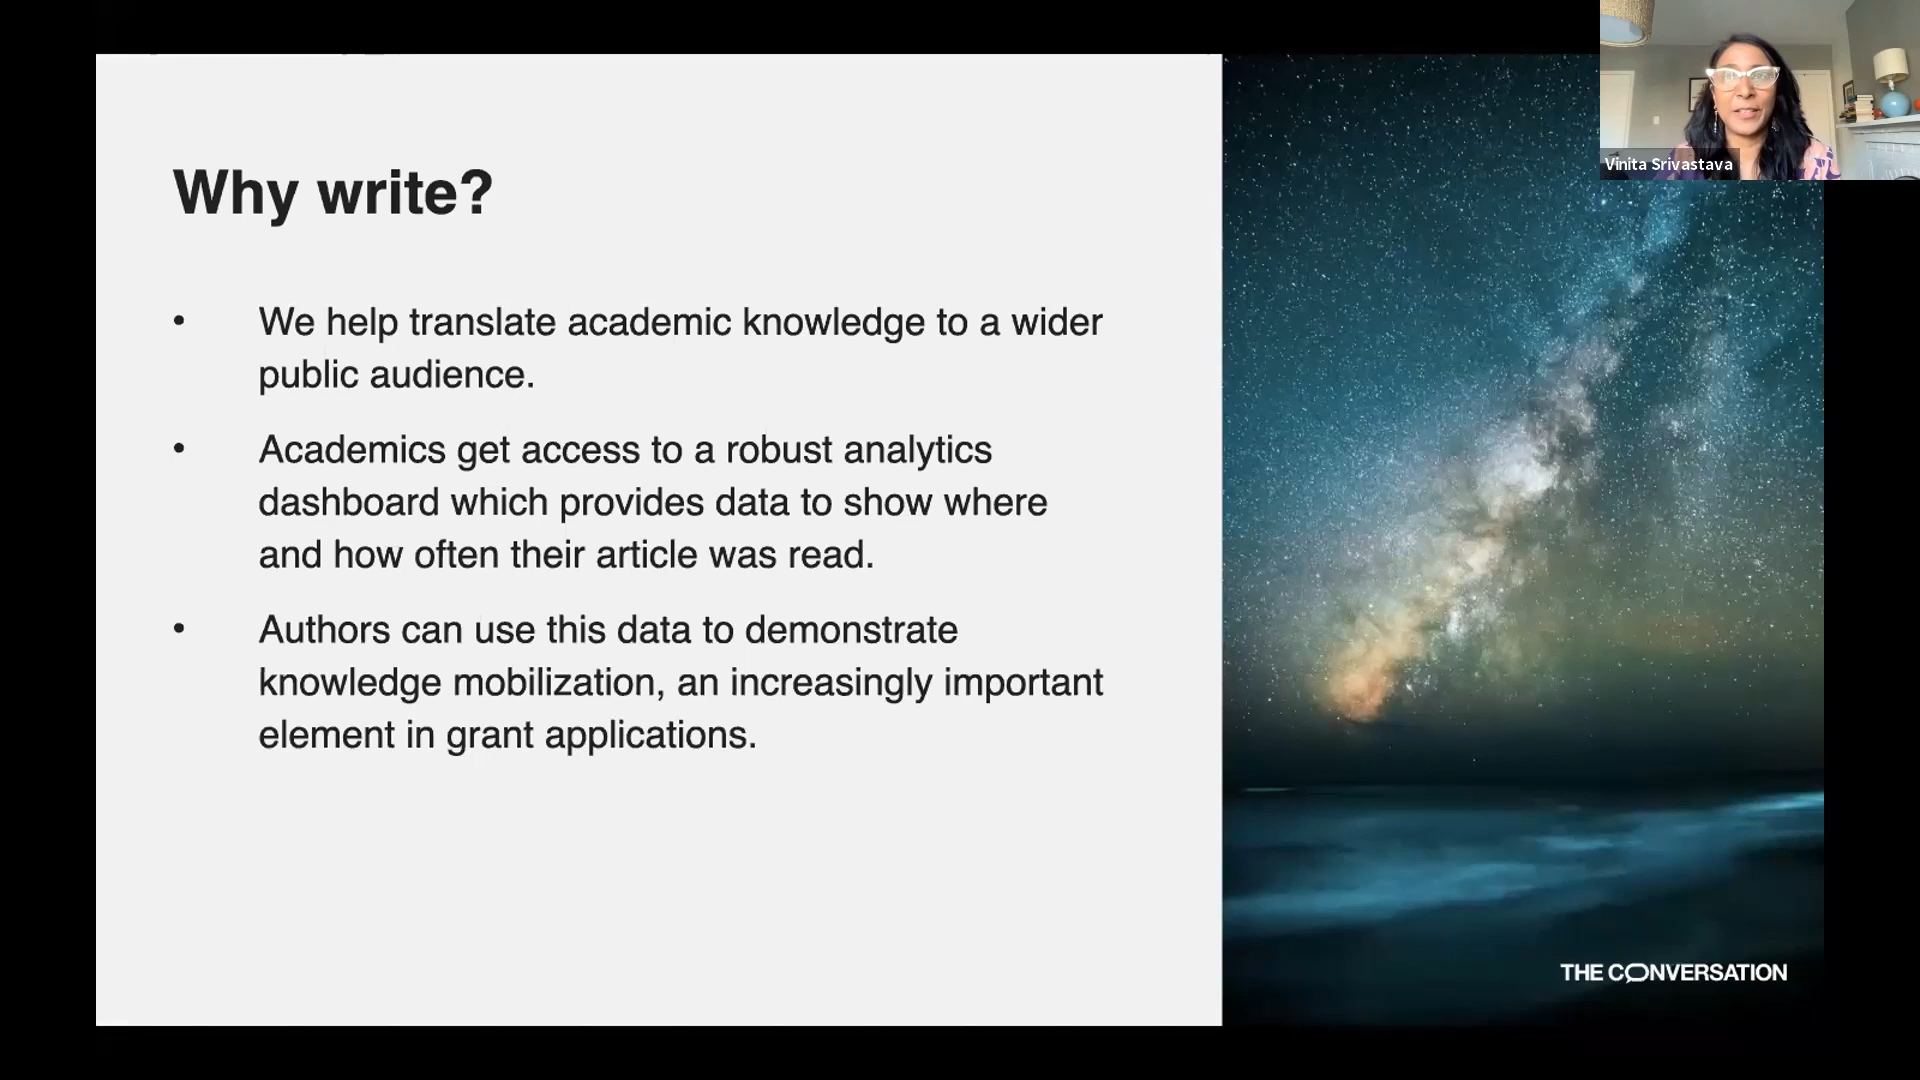 Vinita Srivastava
Why write?
• We help translate academic knowledge to a wider
public audience.
• Academics get access to a robust analytics
dashboard which provides data to show where
and how often their article was read.
• Authors can use this data to demonstrate
knowledge mobilization, an increasingly important
element in grant applications.
THE CONVERSATION